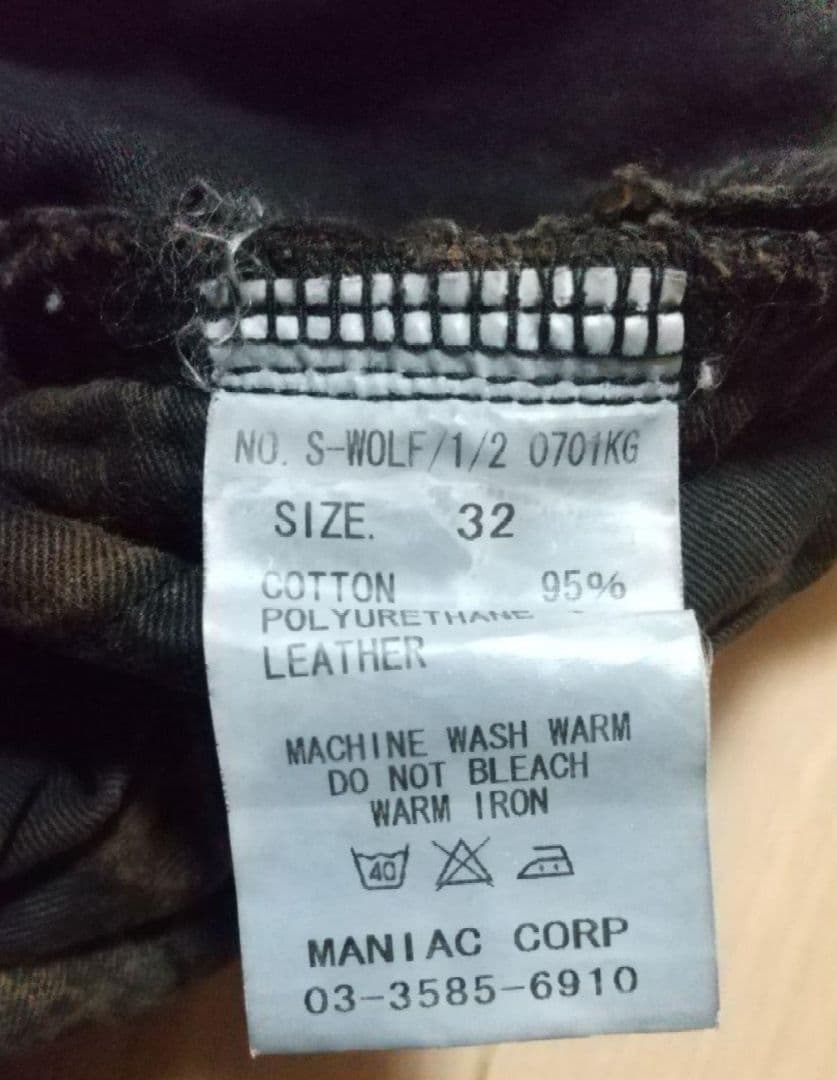 NO. S-WOLF/1/2 0701KG
SIZE. 32
COTTON 95%
POLYURETHANE
LEATHER
MACHINE WASH WARM
DO NOT BLEACH
WARM IRON
40
MANIAC CORP
03-3585-6910